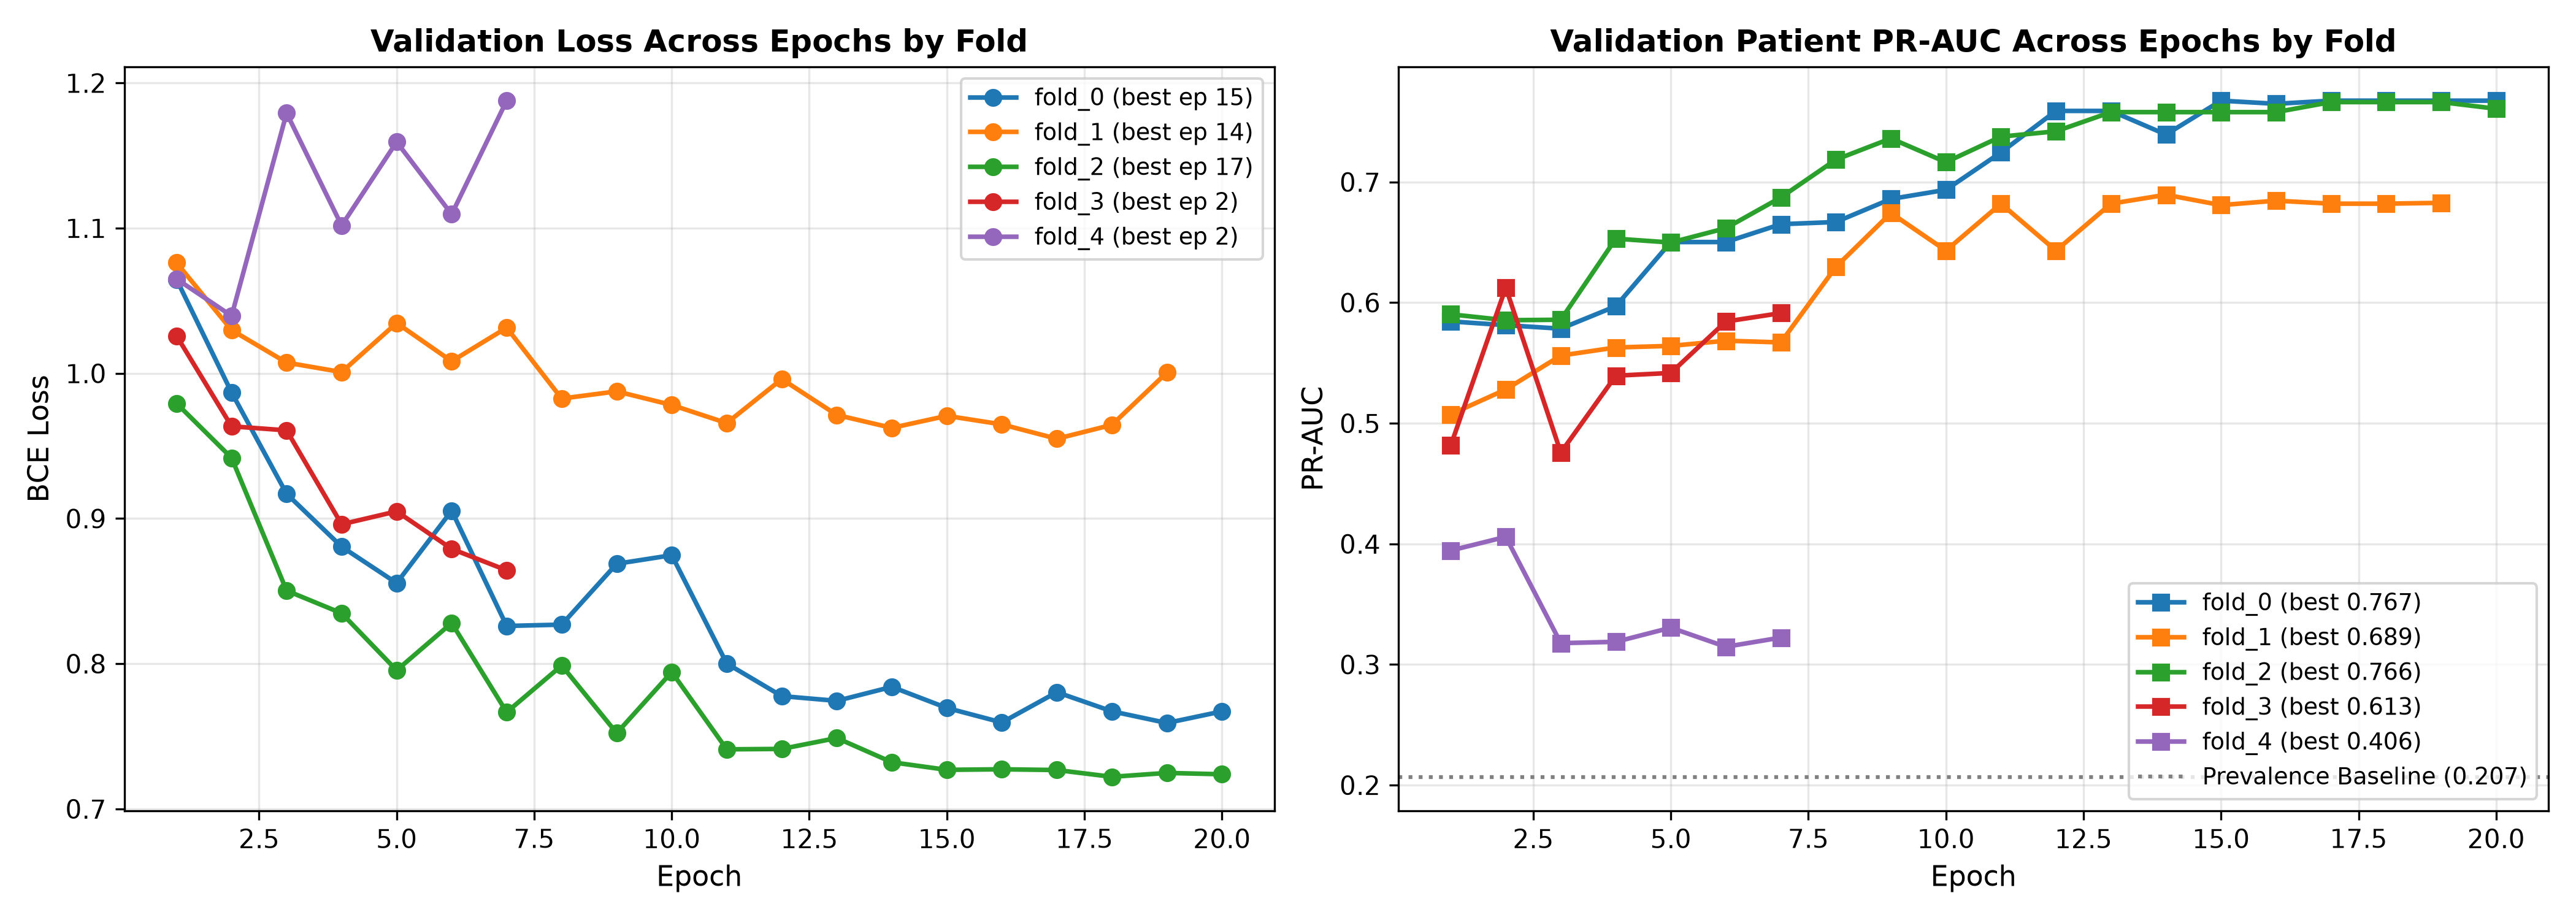 Validation Loss Across Epochs by Fold
BCE Loss
1.2
1.1
1.0
0.9
0.8
0.7
fold_0 (best ep 15)
fold_1 (best ep 14)
fold_2 (best ep 17)
fold_3 (best ep 2)
fold_4 (best ep 2)
2.5 5.0 7.5 10.0 12.5 15.0 17.5 20.0
Epoch
Validation Patient PR-AUC Across Epochs by Fold
PR-AUC
0.7
0.6
0.5
0.4
0.3
0.2
fold_0 (best 0.767)
fold_1 (best 0.689)
fold_2 (best 0.766)
fold_3 (best 0.613)
fold_4 (best 0.406)
Prevalence Baseline (0.207)
2.5 5.0 7.5 10.0 12.5 15.0 17.5 20.0
Epoch